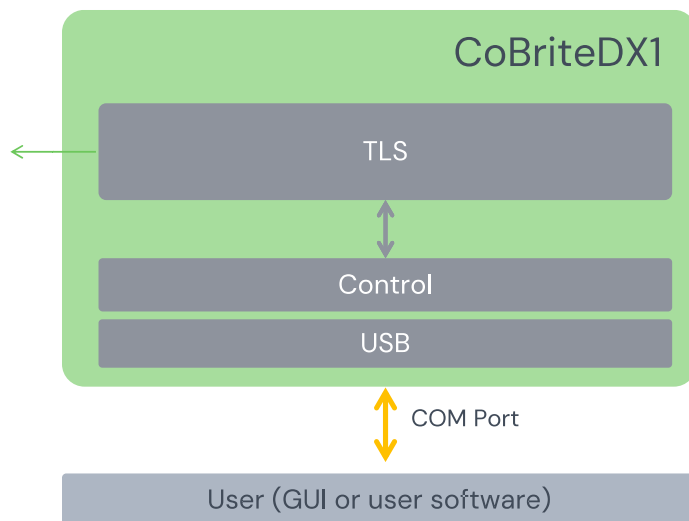 CoBriteDX1
TLS
Control
USB
COM Port
User (GUI or user software)